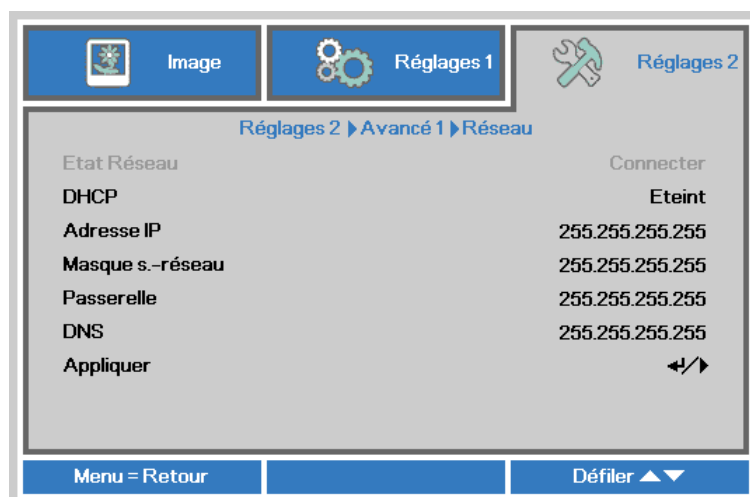 Image
Réglages 1
Réglages 2
Réglages 2 ▶ Avancé 1 ▶ Réseau
Etat Réseau Connecter
DHCP Eteint
Adresse IP 255.255.255.255
Masque s.-réseau 255.255.255.255
Passerelle 255.255.255.255
DNS 255.255.255.255
Appliquer ↵/▶
Menu = Retour
Défiler ▲▼